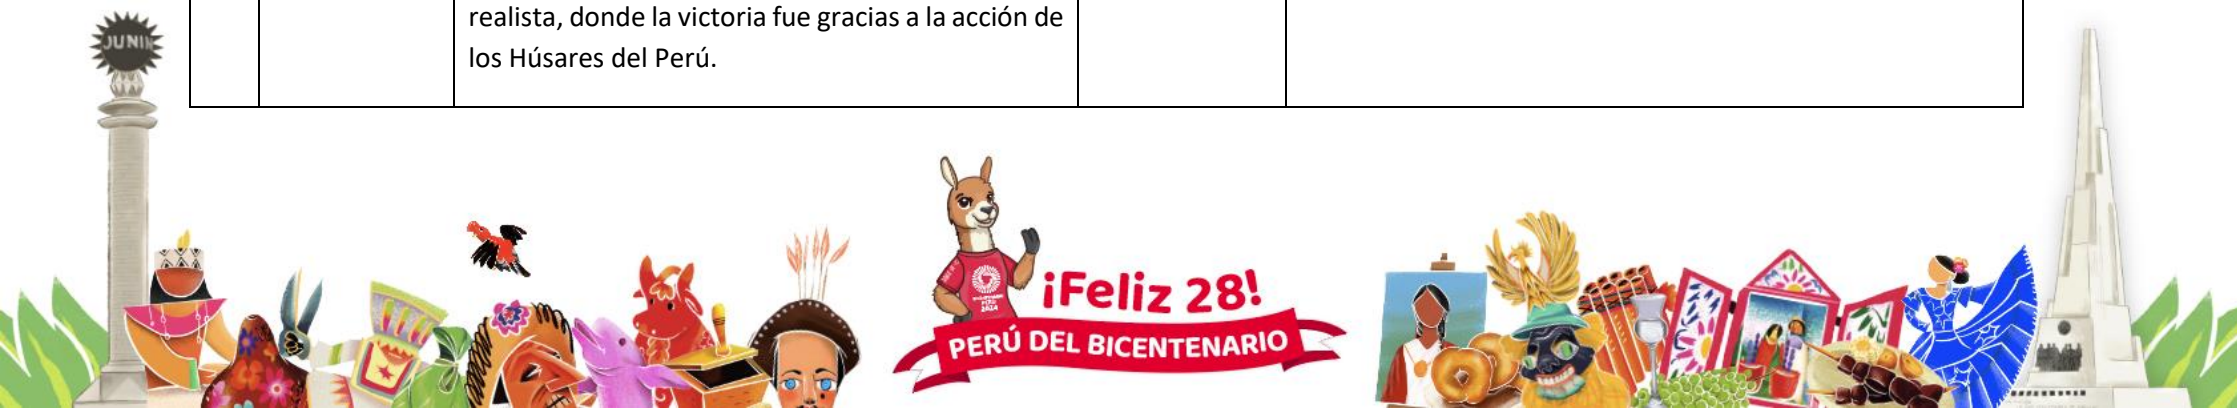 realista, donde la victoria fue gracias a la acción de
los Húsares del Perú.
JUNIN
¡Feliz 28!
PERÚ DEL BICENTENARIO